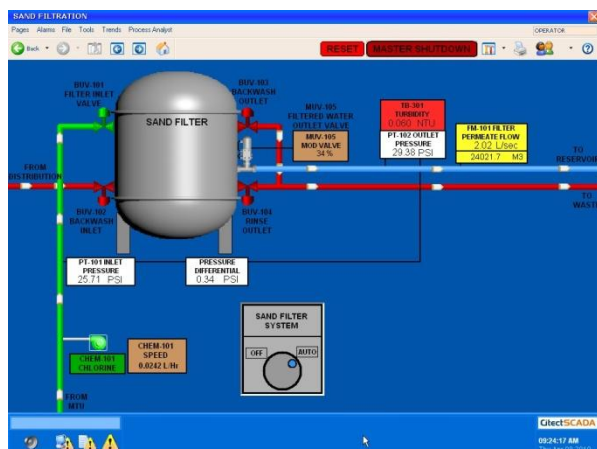 SAND FILTRATION
Pages Alarms File Tools Trends Process Analyst
OPERATOR
Back
RESET
MASTER SHUTDOWN
BUV-101
FILTER INLET
VALVE
SAND FILTER
BUV-103
BACKWASH
OUTLET
MUV-105
FILTERED WATER
OUTLET VALVE
MUV-105
MOD VALVE
34 %
TB-301
TURBIDITY
0.060 NTU
PT-102 OUTLET
PRESSURE
29.38 PSI
FM-101 FILTER
PERMEATE FLOW
2.02 L/sec
24021.7 M3
FROM
DISTRIBUTION
TO
RESERVOIR
TO
WASTE
BUV-102
BACKWASH
INLET
BUV-104
RINSE
OUTLET
PT-101 INLET
PRESSURE
25.71 PSI
PRESSURE
DIFFERENTIAL
0.34 PSI
SAND FILTER
SYSTEM
OFF
AUTO
CHEM-101
CHLORINE
CHEM-101
SPEED
0.0242 L/Hr
FROM
MTU
CitectSCADA
09:24:17 AM